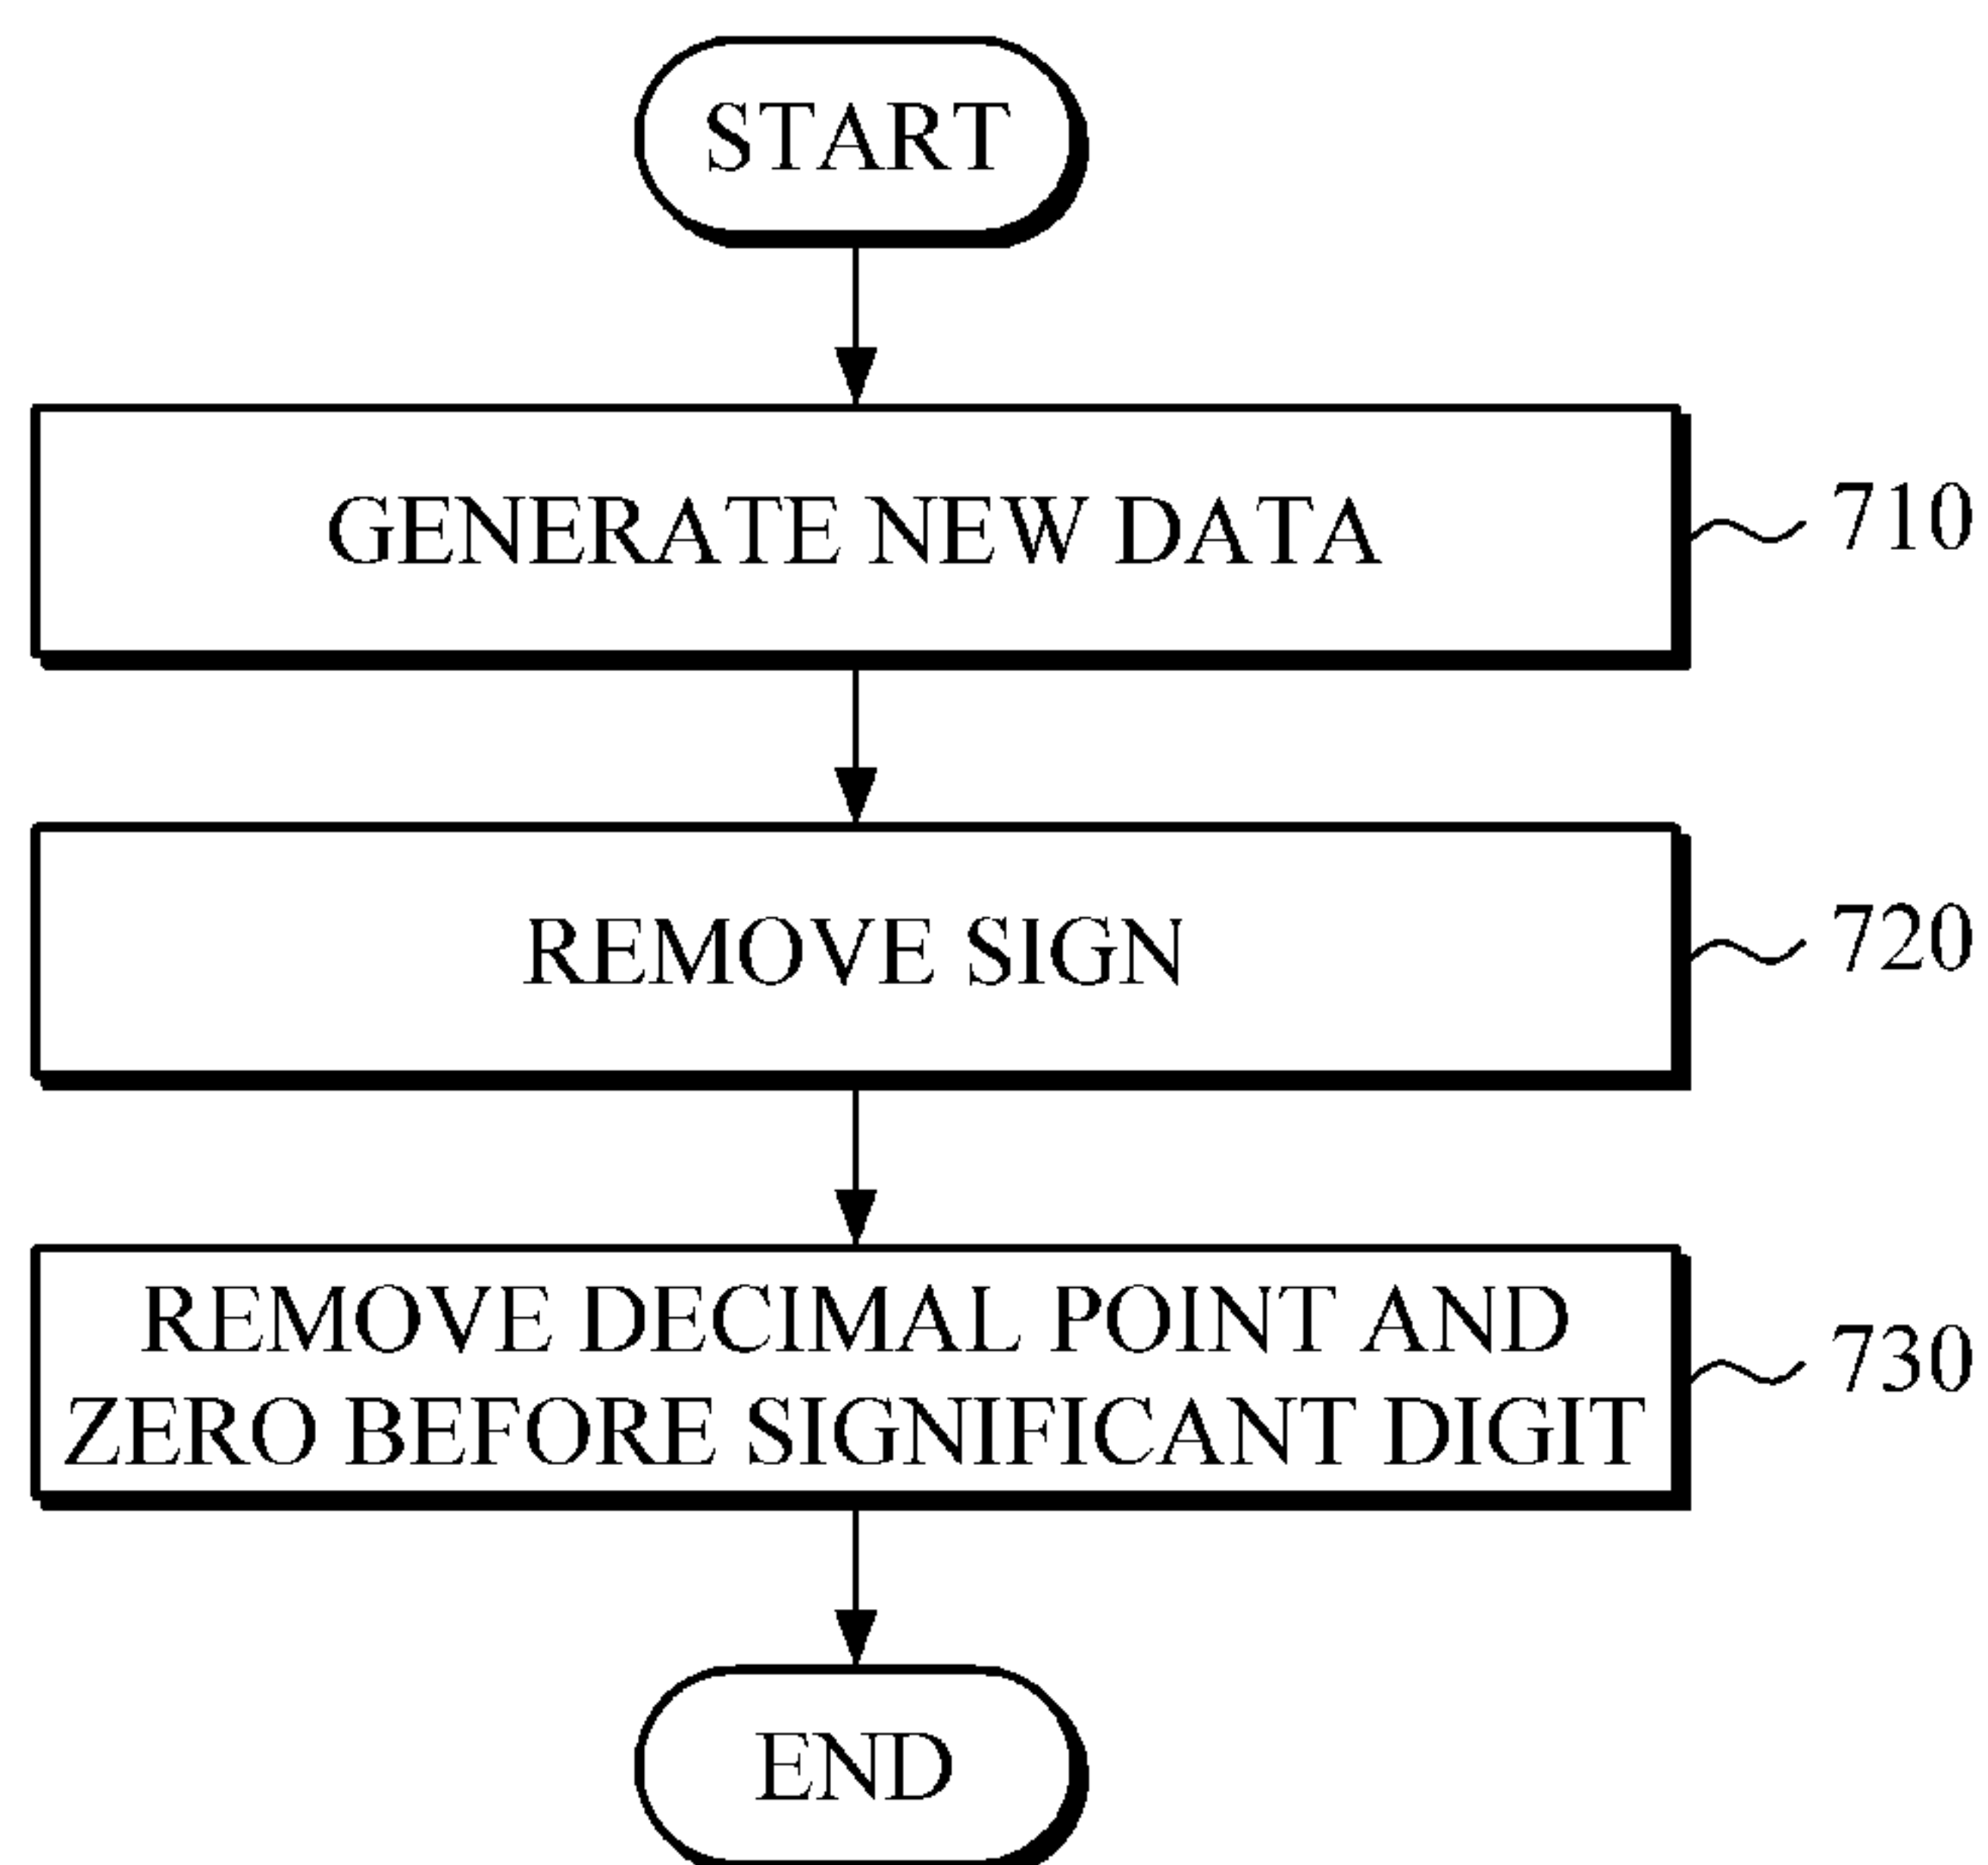 START
GENERATE NEW DATA
710
REMOVE SIGN
720
REMOVE DECIMAL POINT AND
ZERO BEFORE SIGNIFICANT DIGIT
730
END